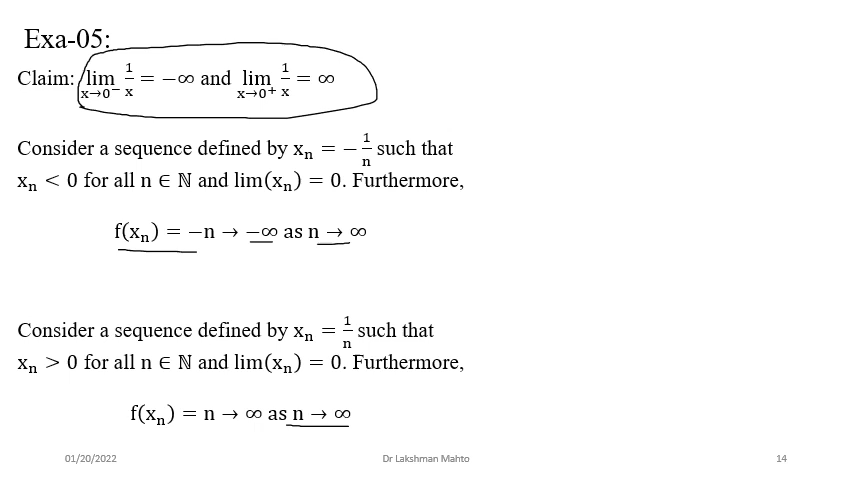 Exa-05:
Claim: lim x→0⁻ 1/x = −∞ and lim x→0⁺ 1/x = ∞
Consider a sequence defined by xₙ = −1/n such that
xₙ < 0 for all n ∈ ℕ and lim(xₙ) = 0. Furthermore,
f(xₙ) = −n → −∞ as n → ∞
Consider a sequence defined by xₙ = 1/n such that
xₙ > 0 for all n ∈ ℕ and lim(xₙ) = 0. Furthermore,
f(xₙ) = n → ∞ as n → ∞
01/20/2022 Dr Lakshman Mahto 14